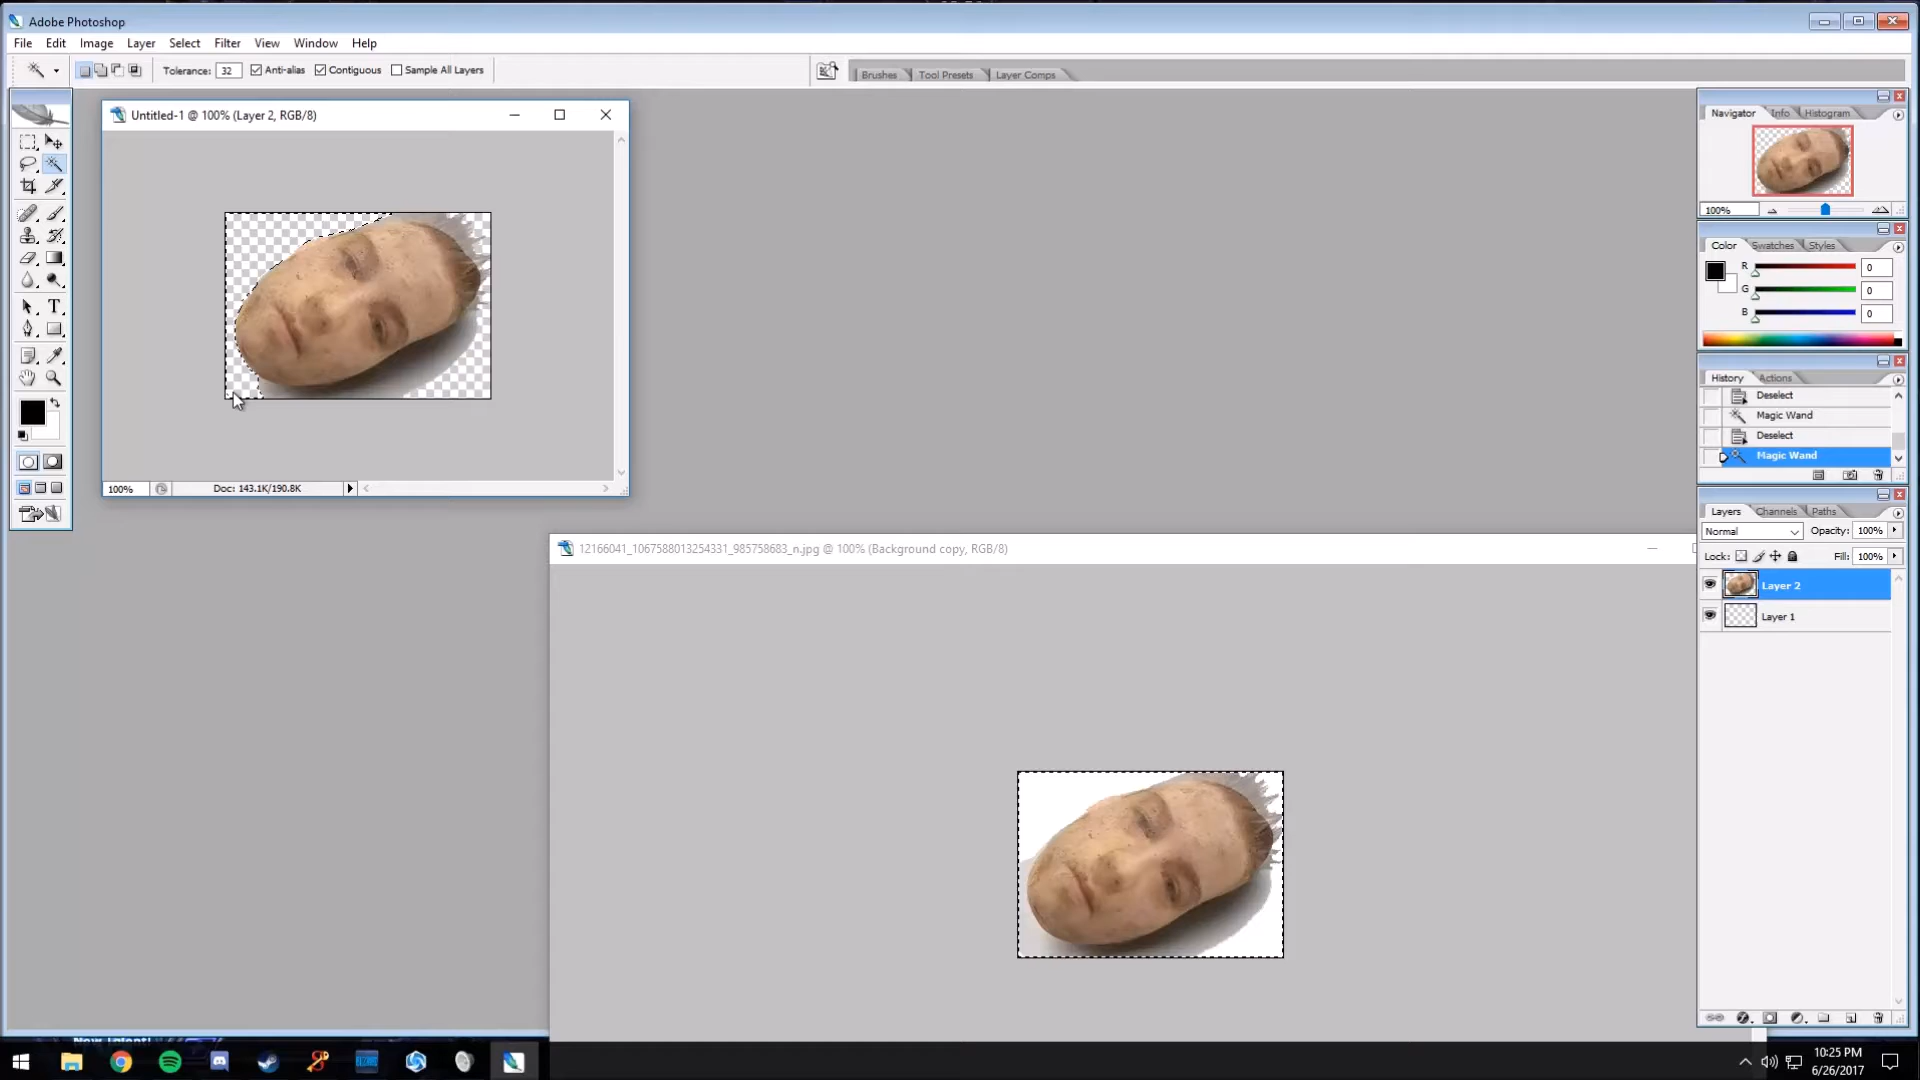 Adobe Photoshop
File Edit Image Layer Select Filter View Window Help
Tolerance: 32 Anti-alias Contiguous Sample All Layers
Brushes Tool Presets Layer Comps
Untitled-1 @ 100% (Layer 2, RGB/8)
100% Doc: 143.1K/190.8K
12166041_1067588013254331_985758683_n.jpg @ 100% (Background copy, RGB/8)
Navigator Info Histogram
100%
Color Swatches Styles
R 0
G 0
B 0
History Actions
Deselect
Magic Wand
Deselect
Magic Wand
Layers Channels Paths
Normal Opacity: 100%
Lock: Fill: 100%
Layer 2
Layer 1
10:25 PM
6/26/2017